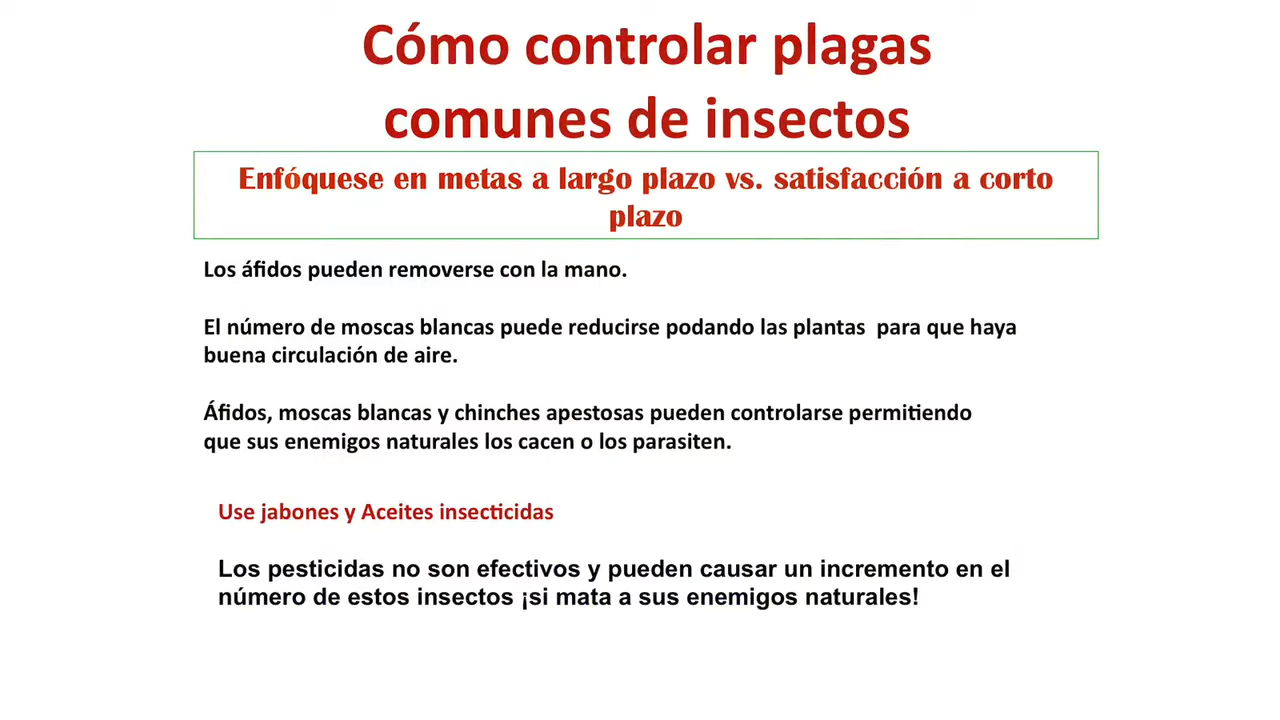 Cómo controlar plagas
comunes de insectos
Enfóquese en metas a largo plazo vs. satisfacción a corto
plazo
Los áfidos pueden removerse con la mano.
El número de moscas blancas puede reducirse podando las plantas  para que haya
buena circulación de aire.
Áfidos, moscas blancas y chinches apestosas pueden controlarse permitiendo
que sus enemigos naturales los cacen o los parasiten.
Use jabones y Aceites insecticidas
Los pesticidas no son efectivos y pueden causar un incremento en el
número de estos insectos ¡si mata a sus enemigos naturales!